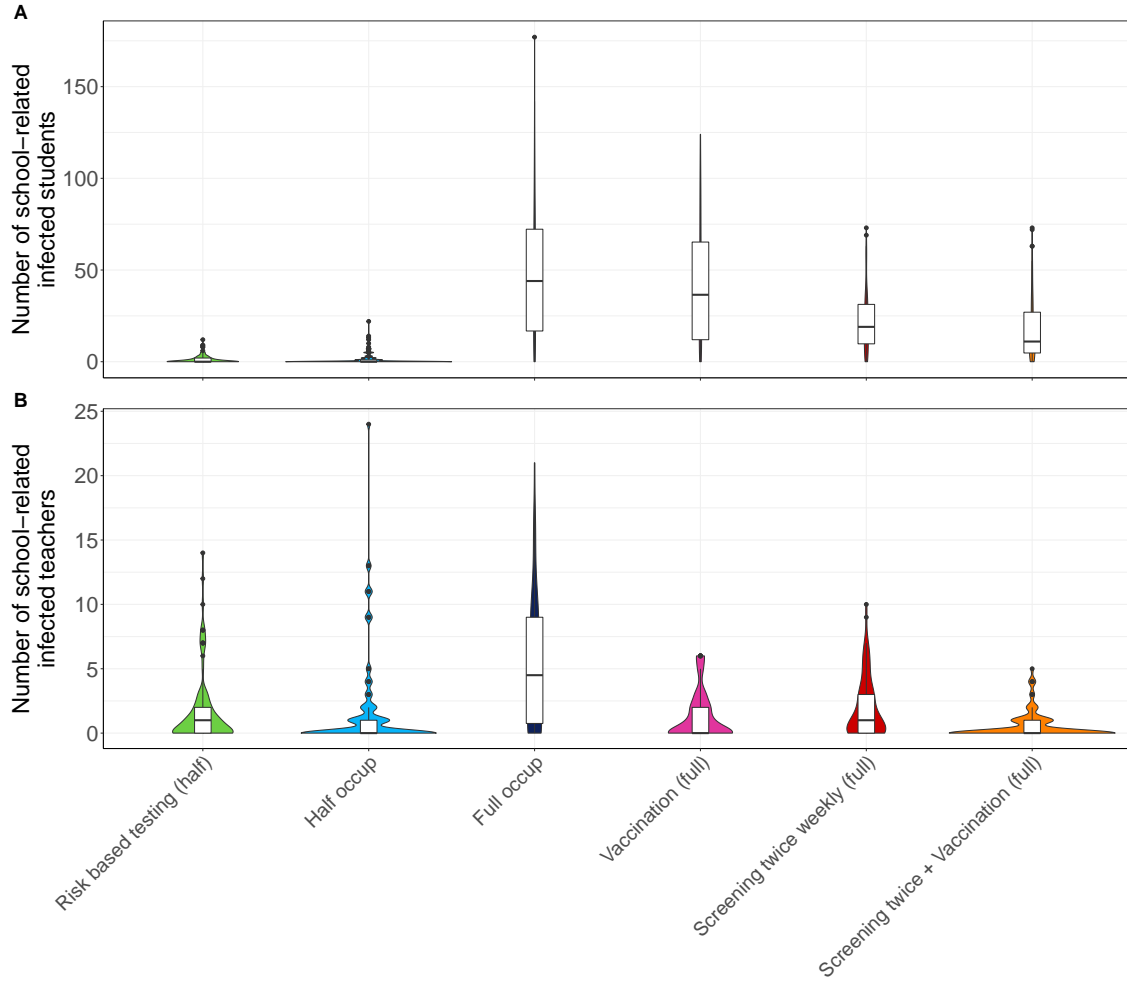 A
Number of school−related
infected students
150
100
50
0
B
Number of school−related
infected teachers
25
20
15
10
5
0
Risk based testing (half)
Half occup
Full occup
Vaccination (full)
Screening twice weekly (full)
Screening twice + Vaccination (full)